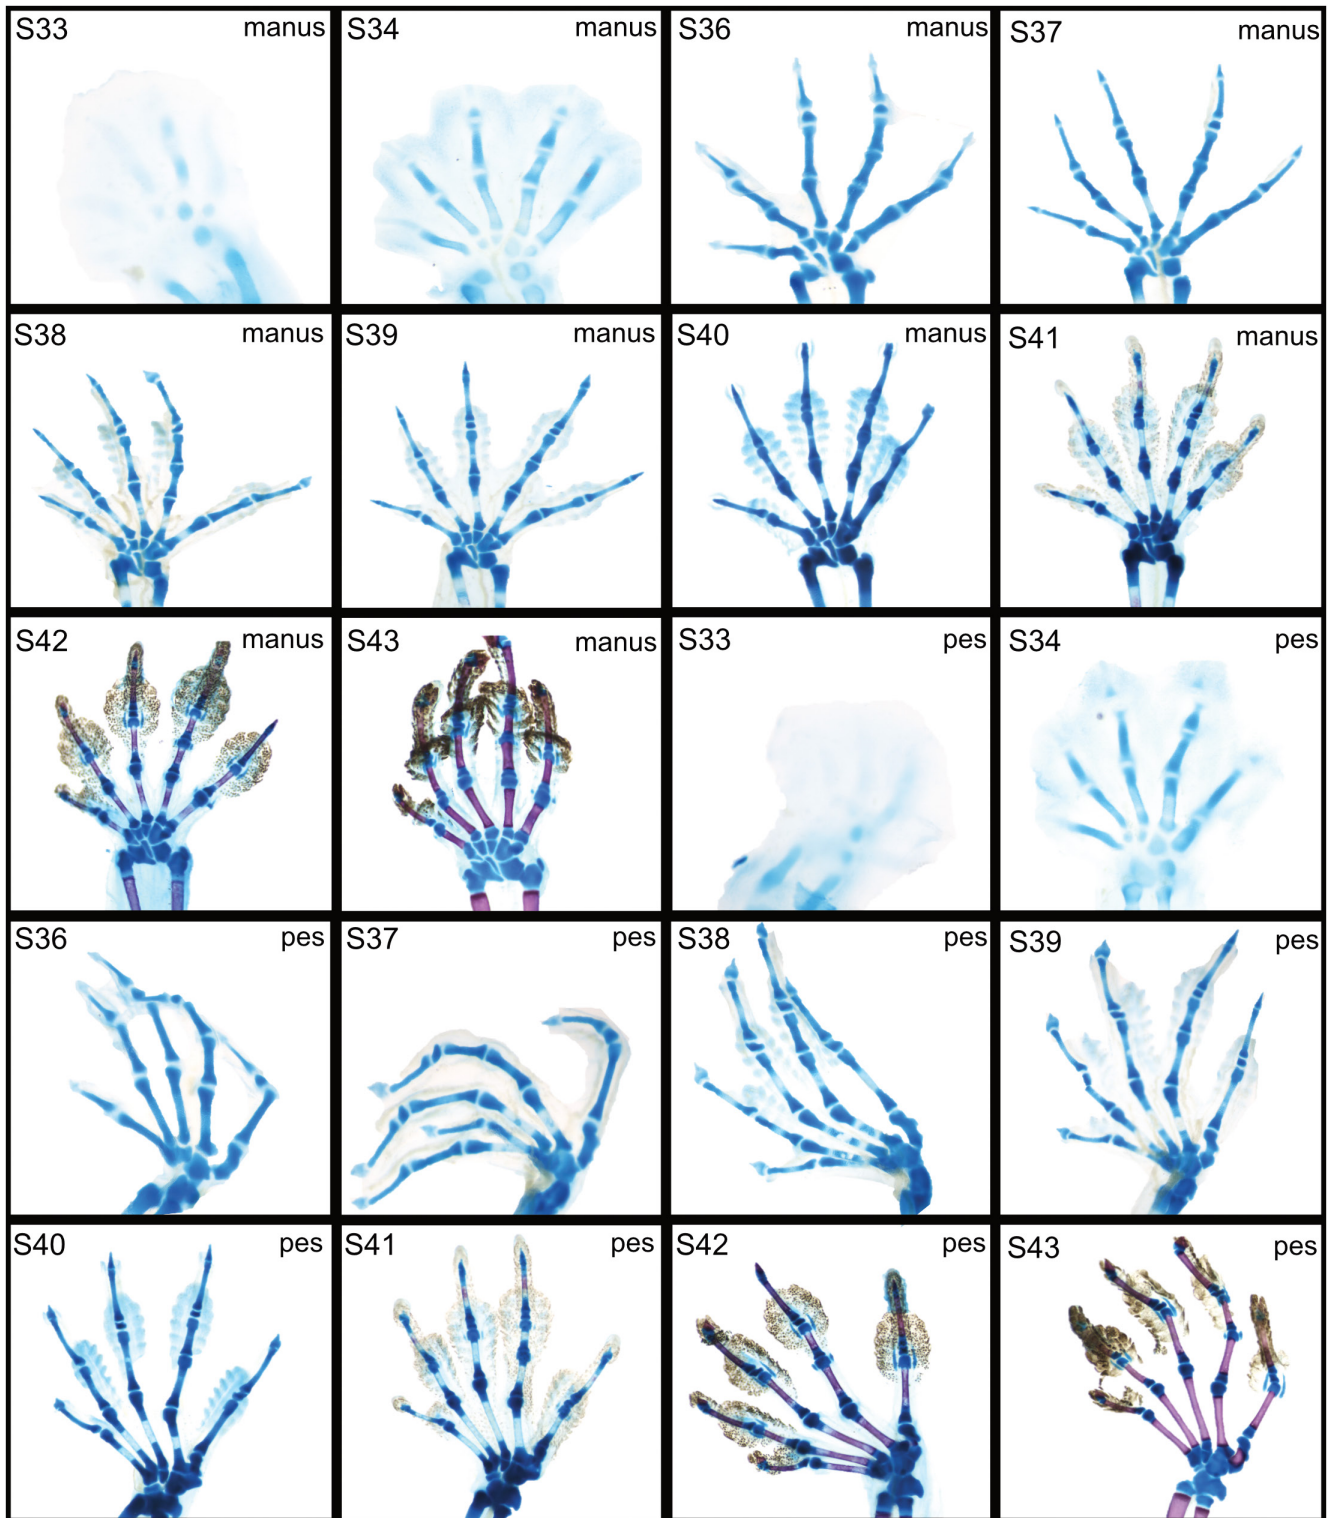 S33 manus
S34 manus
S36 manus
S37 manus
S38 manus
S39 manus
S40 manus
S41 manus
S42 manus
S43 manus
S33 pes
S34 pes
S36 pes
S37 pes
S38 pes
S39 pes
S40 pes
S41 pes
S42 pes
S43 pes